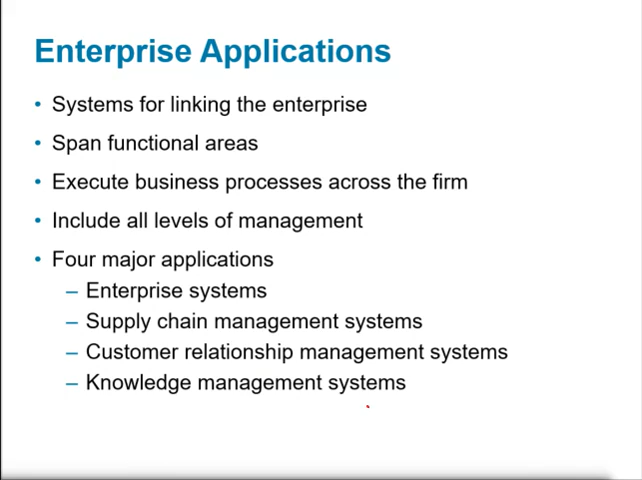 Enterprise Applications
• Systems for linking the enterprise
• Span functional areas
• Execute business processes across the firm
• Include all levels of management
• Four major applications
– Enterprise systems
– Supply chain management systems
– Customer relationship management systems
– Knowledge management systems